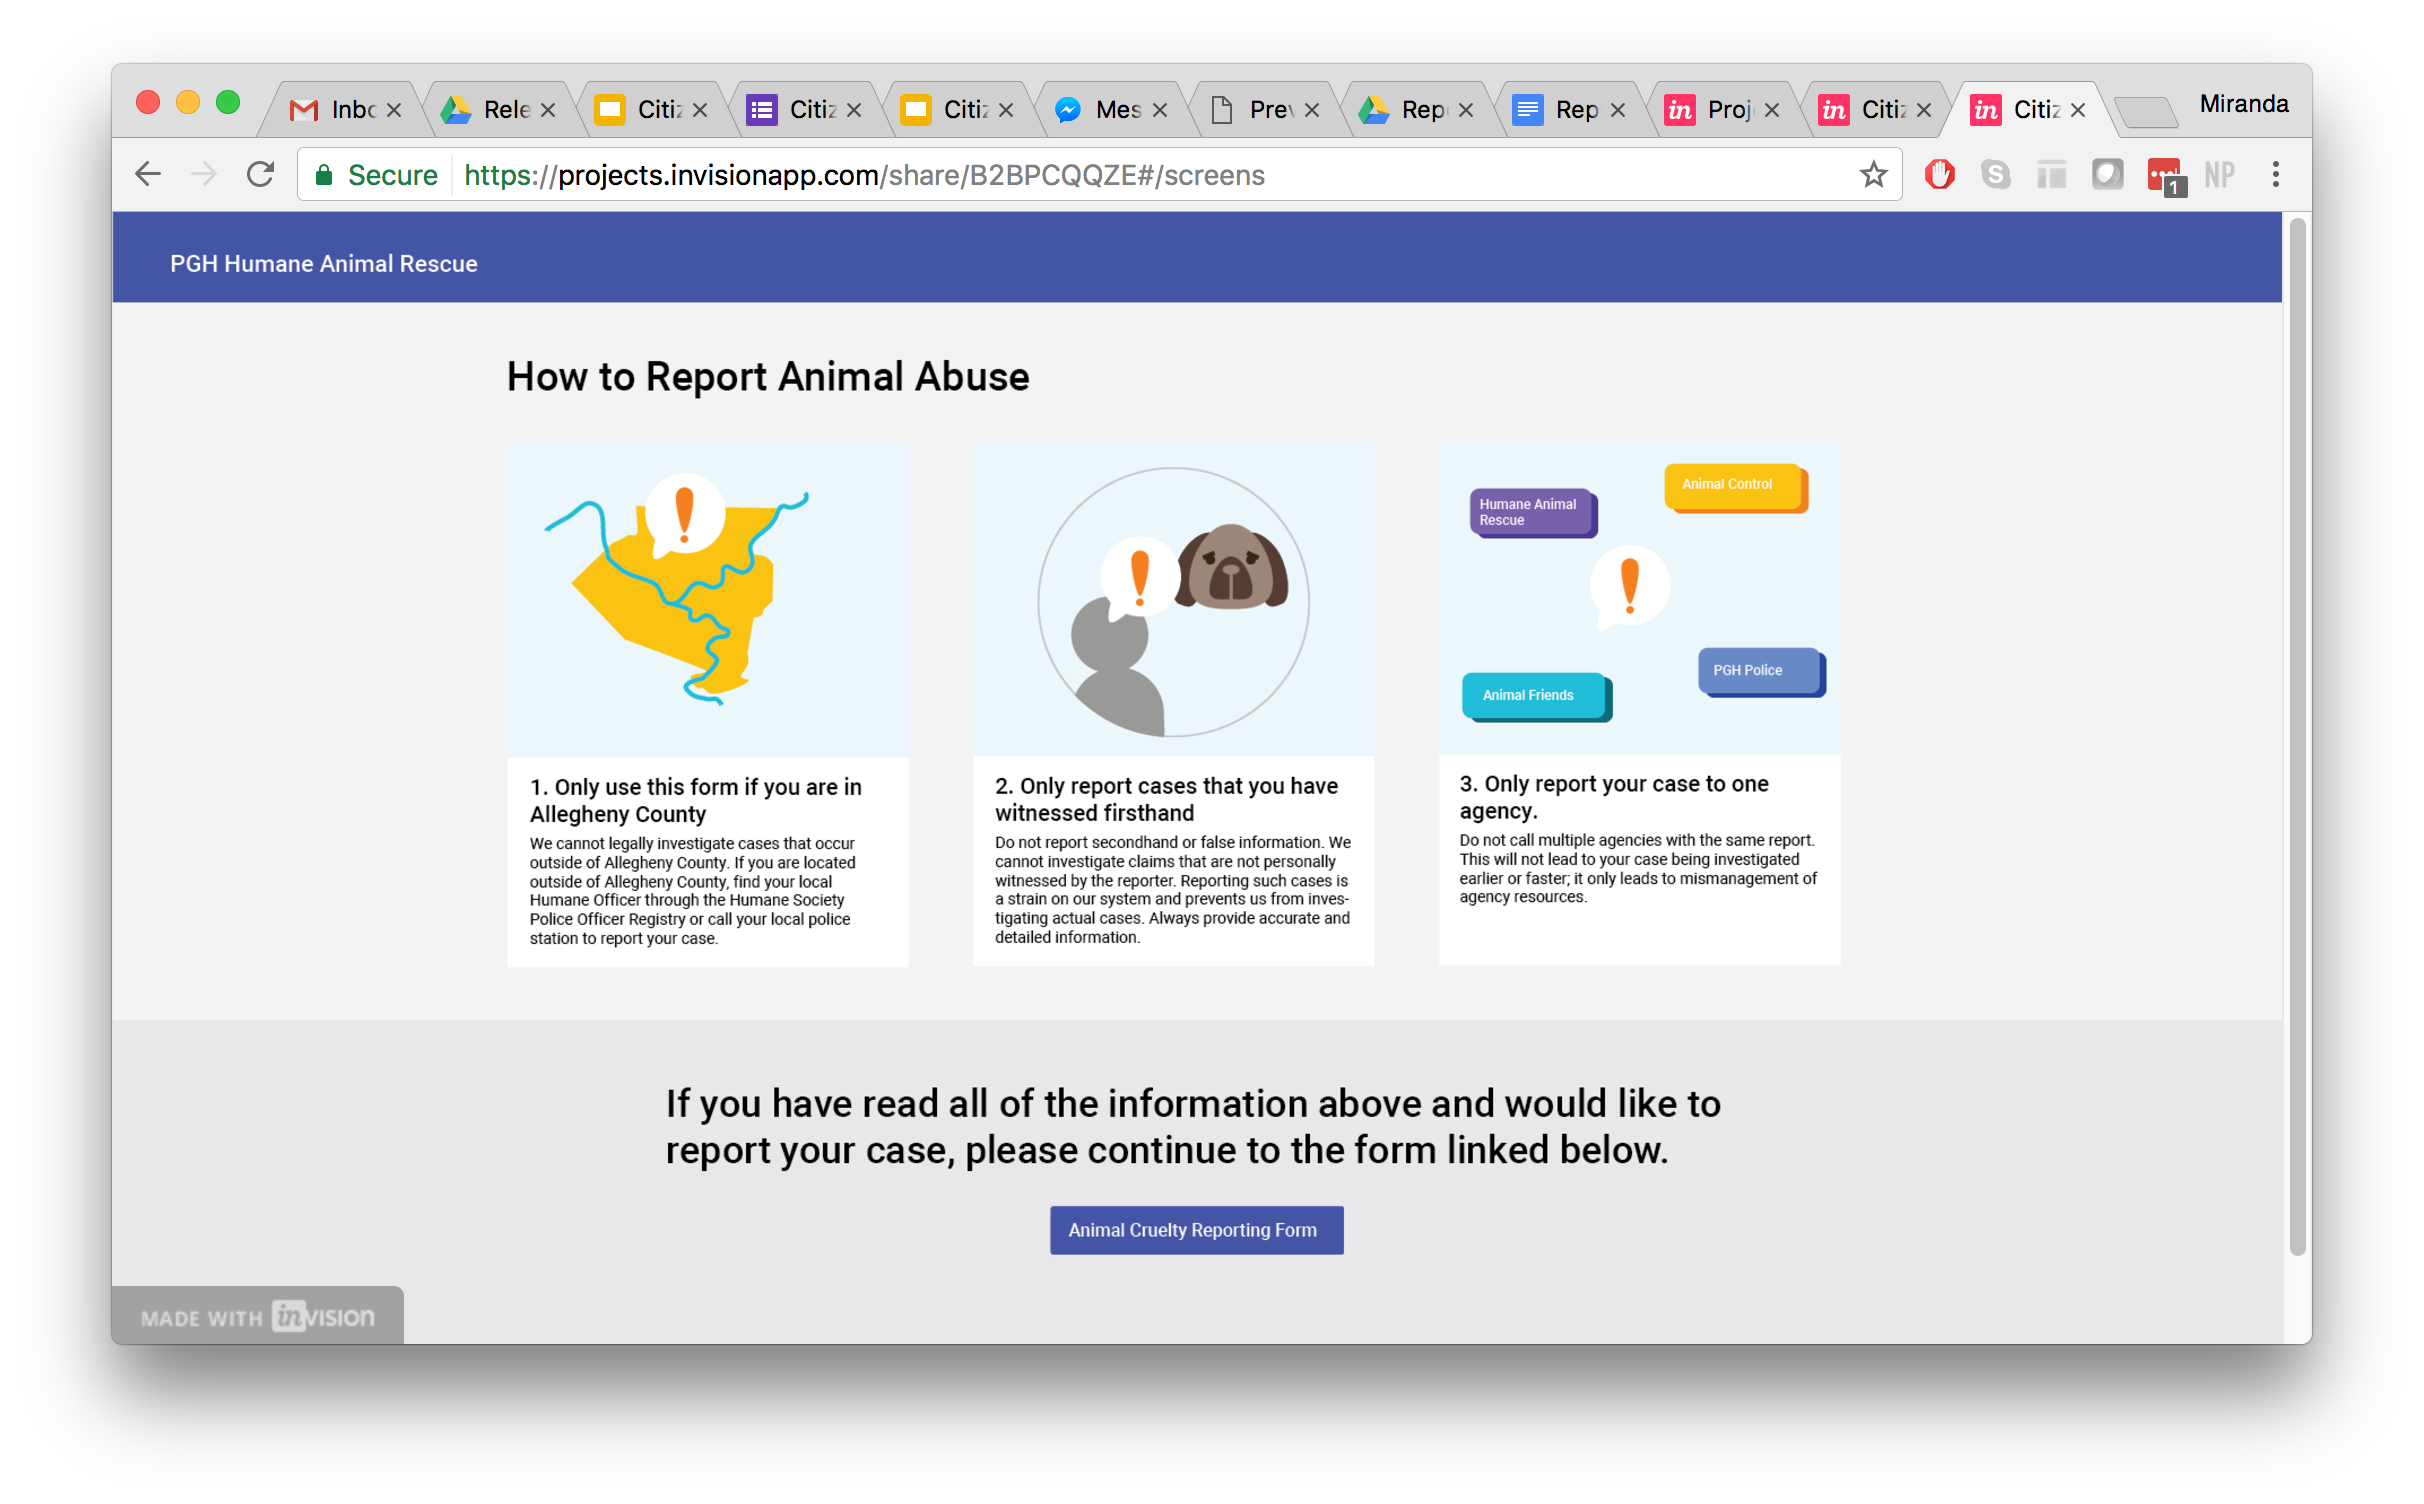 Inbc
Rele
Citiz
Citiz
Citiz
Mes
Prev
Rep
Rep
Proj
Citiz
Citiz
Miranda
Secure
https://projects.invisionapp.com/share/B2BPCQQZE#/screens
1
NP
PGH Humane Animal Rescue
How to Report Animal Abuse
Humane Animal
Rescue
Animal Control
Animal Friends
PGH Police
1. Only use this form if you are in
Allegheny County
We cannot legally investigate cases that occur
outside of Allegheny County. If you are located
outside of Allegheny County, find your local
Humane Officer through the Humane Society
Police Officer Registry or call your local police
station to report your case.
2. Only report cases that you have
witnessed firsthand
Do not report secondhand or false information. We
cannot investigate claims that are not personally
witnessed by the reporter. Reporting such cases is
a strain on our system and prevents us from inves-
tigating actual cases. Always provide accurate and
detailed information.
3. Only report your case to one
agency.
Do not call multiple agencies with the same report.
This will not lead to your case being investigated
earlier or faster; it only leads to mismanagement of
agency resources.
If you have read all of the information above and would like to
report your case, please continue to the form linked below.
Animal Cruelty Reporting Form
MADE WITH inVISION